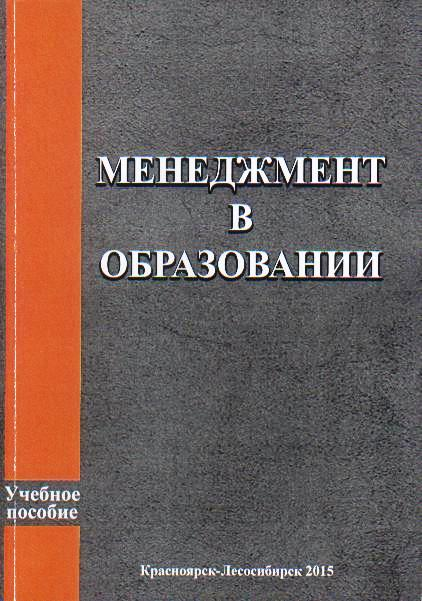 МЕНЕДЖМЕНТ
В
ОБРАЗОВАНИИ
Учебное
пособие
Красноярск-Лесосибирск 2015